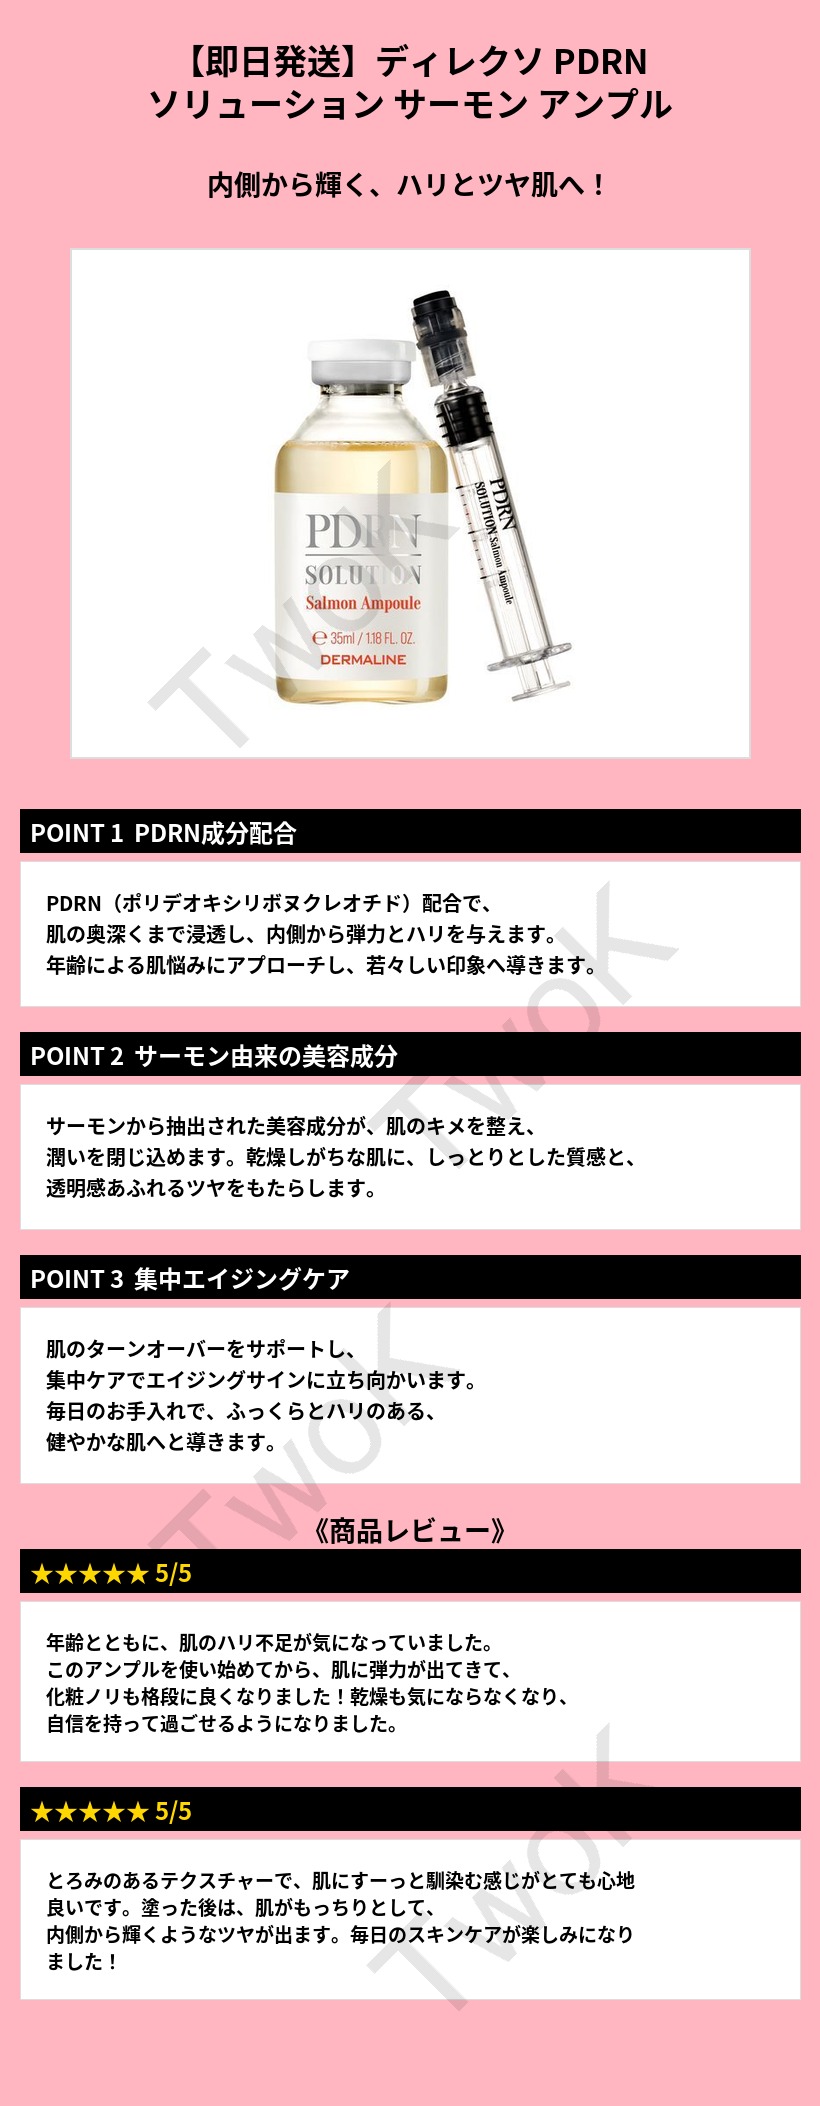 【即日発送】ディレクソ PDRN
ソリューション サーモン アンプル
内側から輝く、ハリとツヤ肌へ！
PDRN
SOLUTION
Salmon Ampoule
℮ 35ml / 1.18 FL. OZ.
DERMALINE
PDRN
SOLUTION Salmon Ampoule
TwoK
POINT 1 PDRN成分配合
PDRN（ポリデオキシリボヌクレオチド）配合で、
肌の奥深くまで浸透し、内側から弾力とハリを与えます。
年齢による肌悩みにアプローチし、若々しい印象へ導きます。
TwoK
POINT 2 サーモン由来の美容成分
サーモンから抽出された美容成分が、肌のキメを整え、
潤いを閉じ込めます。乾燥しがちな肌に、しっとりとした質感と、
透明感あふれるツヤをもたらします。
POINT 3 集中エイジングケア
肌のターンオーバーをサポートし、
集中ケアでエイジングサインに立ち向かいます。
毎日のお手入れで、ふっくらとハリのある、
健やかな肌へと導きます。
TwoK
《商品レビュー》
★★★★★ 5/5
年齢とともに、肌のハリ不足が気になっていました。
このアンプルを使い始めてから、肌に弾力が出てきて、
化粧ノリも格段に良くなりました！乾燥も気にならなくなり、
自信を持って過ごせるようになりました。
★★★★★ 5/5
とろみのあるテクスチャーで、肌にすーっと馴染む感じがとても心地
良いです。塗った後は、肌がもっちりとして、
内側から輝くようなツヤが出ます。毎日のスキンケアが楽しみになり
ました！
TwoK